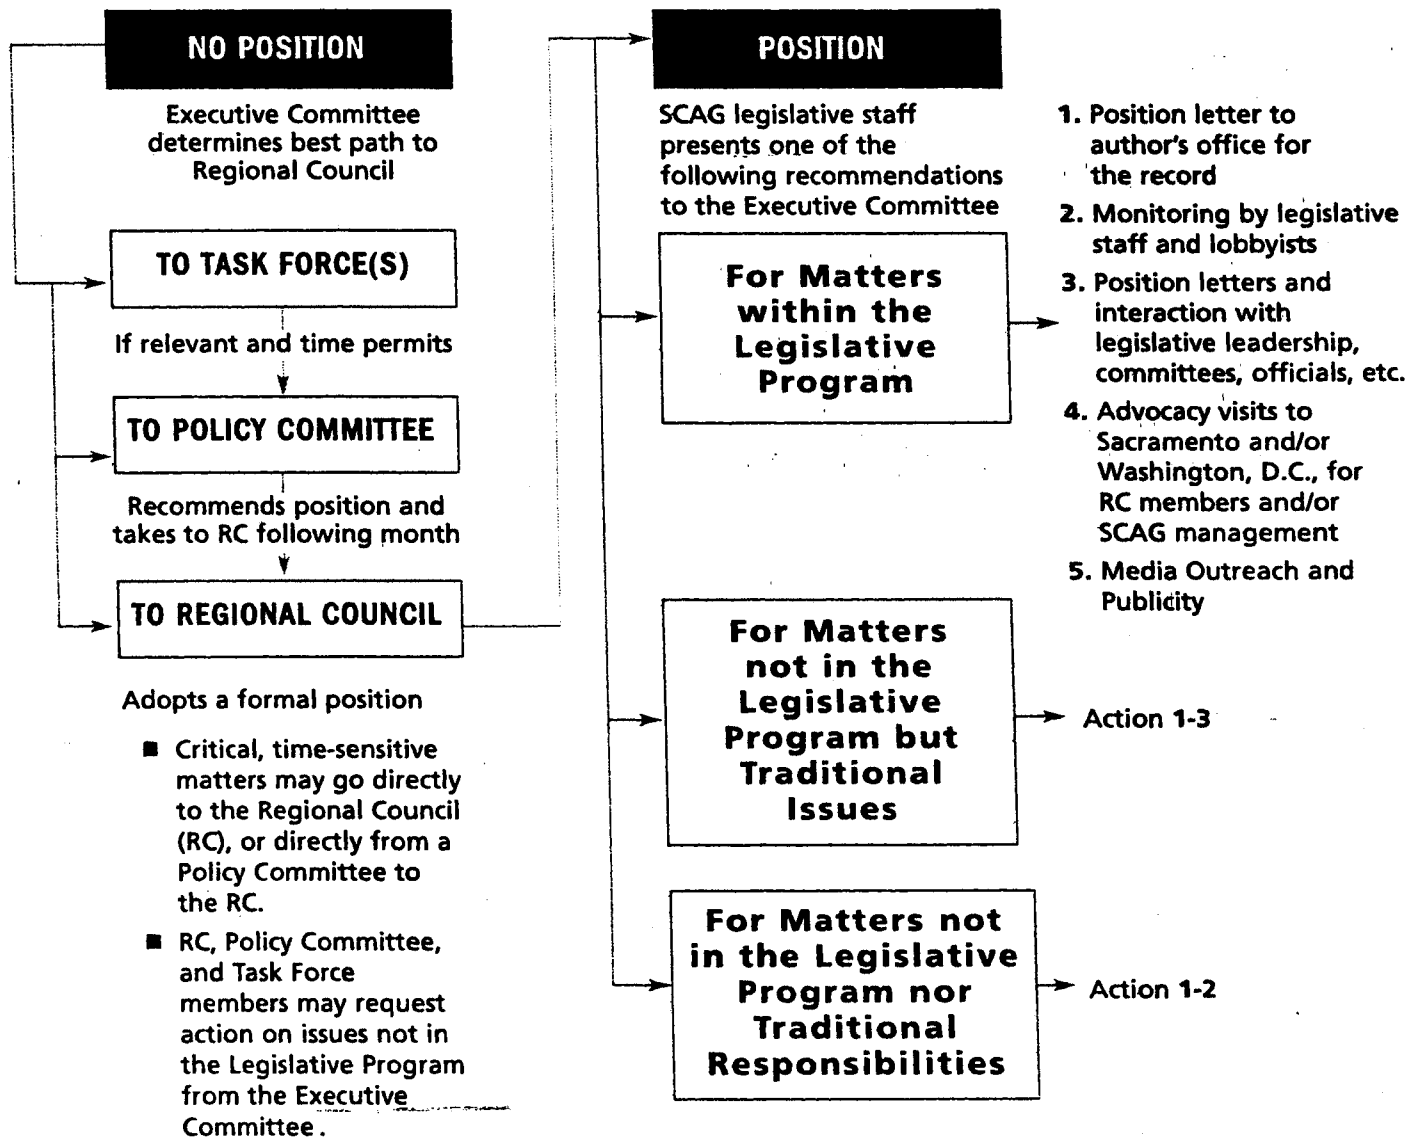 NO POSITION
Executive Committee
determines best path to
Regional Council
TO TASK FORCE(S)
If relevant and time permits
TO POLICY COMMITTEE
Recommends position and
takes to RC following month
TO REGIONAL COUNCIL
Adopts a formal position
■ Critical, time-sensitive
matters may go directly
to the Regional Council
(RC), or directly from a
Policy Committee to
the RC.
■ RC, Policy Committee,
and Task Force
members may request
action on issues not in
the Legislative Program
from the Executive
Committee.
POSITION
SCAG legislative staff
presents one of the
following recommendations
to the Executive Committee
For Matters
within the
Legislative
Program
For Matters
not in the
Legislative
Program but
Traditional
Issues
For Matters not
in the Legislative
Program nor
Traditional
Responsibilities
1. Position letter to
author's office for
the record
2. Monitoring by legislative
staff and lobbyists
3. Position letters and
interaction with
legislative leadership,
committees, officials, etc.
4. Advocacy visits to
Sacramento and/or
Washington, D.C., for
RC members and/or
SCAG management
5. Media Outreach and
Publicity
Action 1-3
Action 1-2